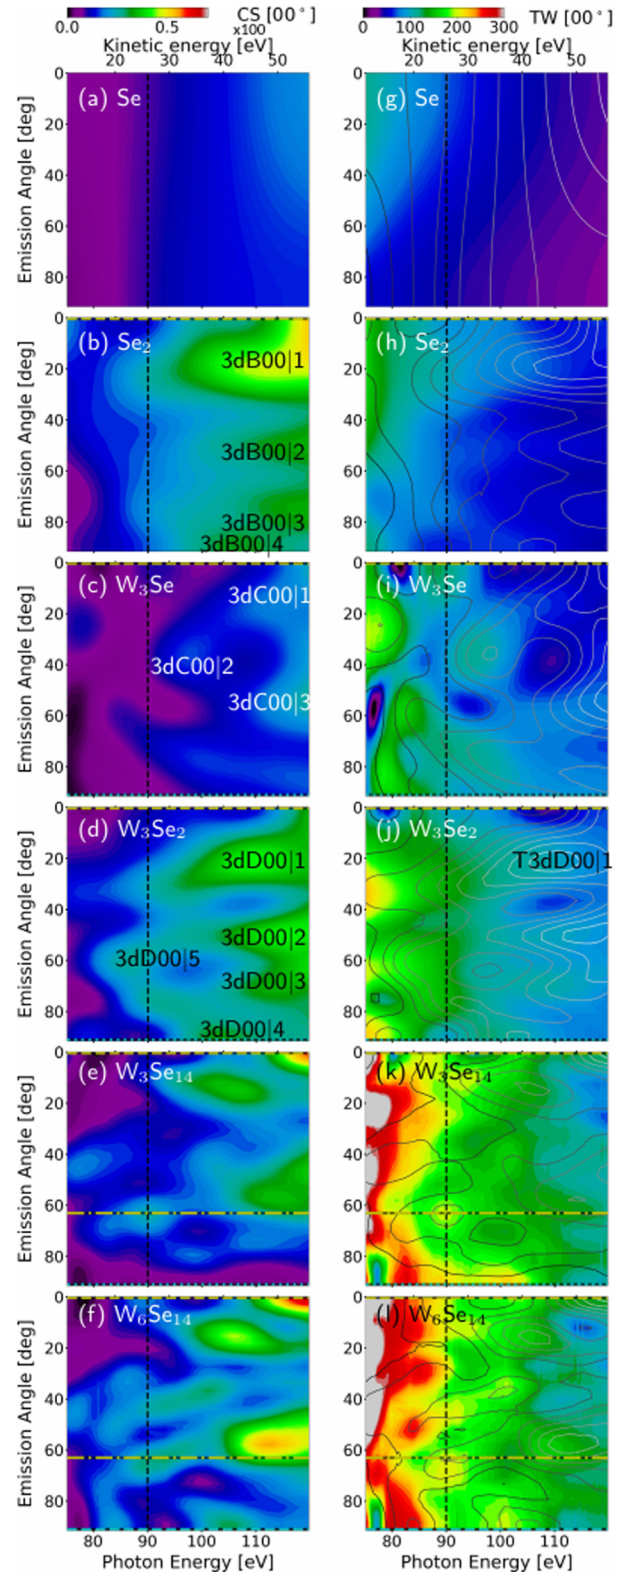 0.0 0.5 CS [00°] 0 100 200 300 TW [00°]
x100
Kinetic energy [eV] Kinetic energy [eV]
20 30 40 50 20 30 40 50
(a) Se (g) Se
0
20
40
60
80
Emission Angle [deg]
(b) Se₂ (h) Se₂
3dB00|1
3dB00|2
3dB00|3
3dB00|4
0
20
40
60
80
Emission Angle [deg]
(c) W₃Se (i) W₃Se
3dC00|1
3dC00|2
3dC00|3
0
20
40
60
80
Emission Angle [deg]
(d) W₃Se₂ (j) W₃Se₂
3dD00|1 T3dD00|1
3dD00|2
3dD00|5
3dD00|3
3dD00|4
0
20
40
60
80
Emission Angle [deg]
(e) W₃Se₁₄ (k) W₃Se₁₄
0
20
40
60
80
Emission Angle [deg]
(f) W₆Se₁₄ (l) W₆Se₁₄
0
20
40
60
80
Emission Angle [deg]
80 90 100 110 80 90 100 110
Photon Energy [eV] Photon Energy [eV]